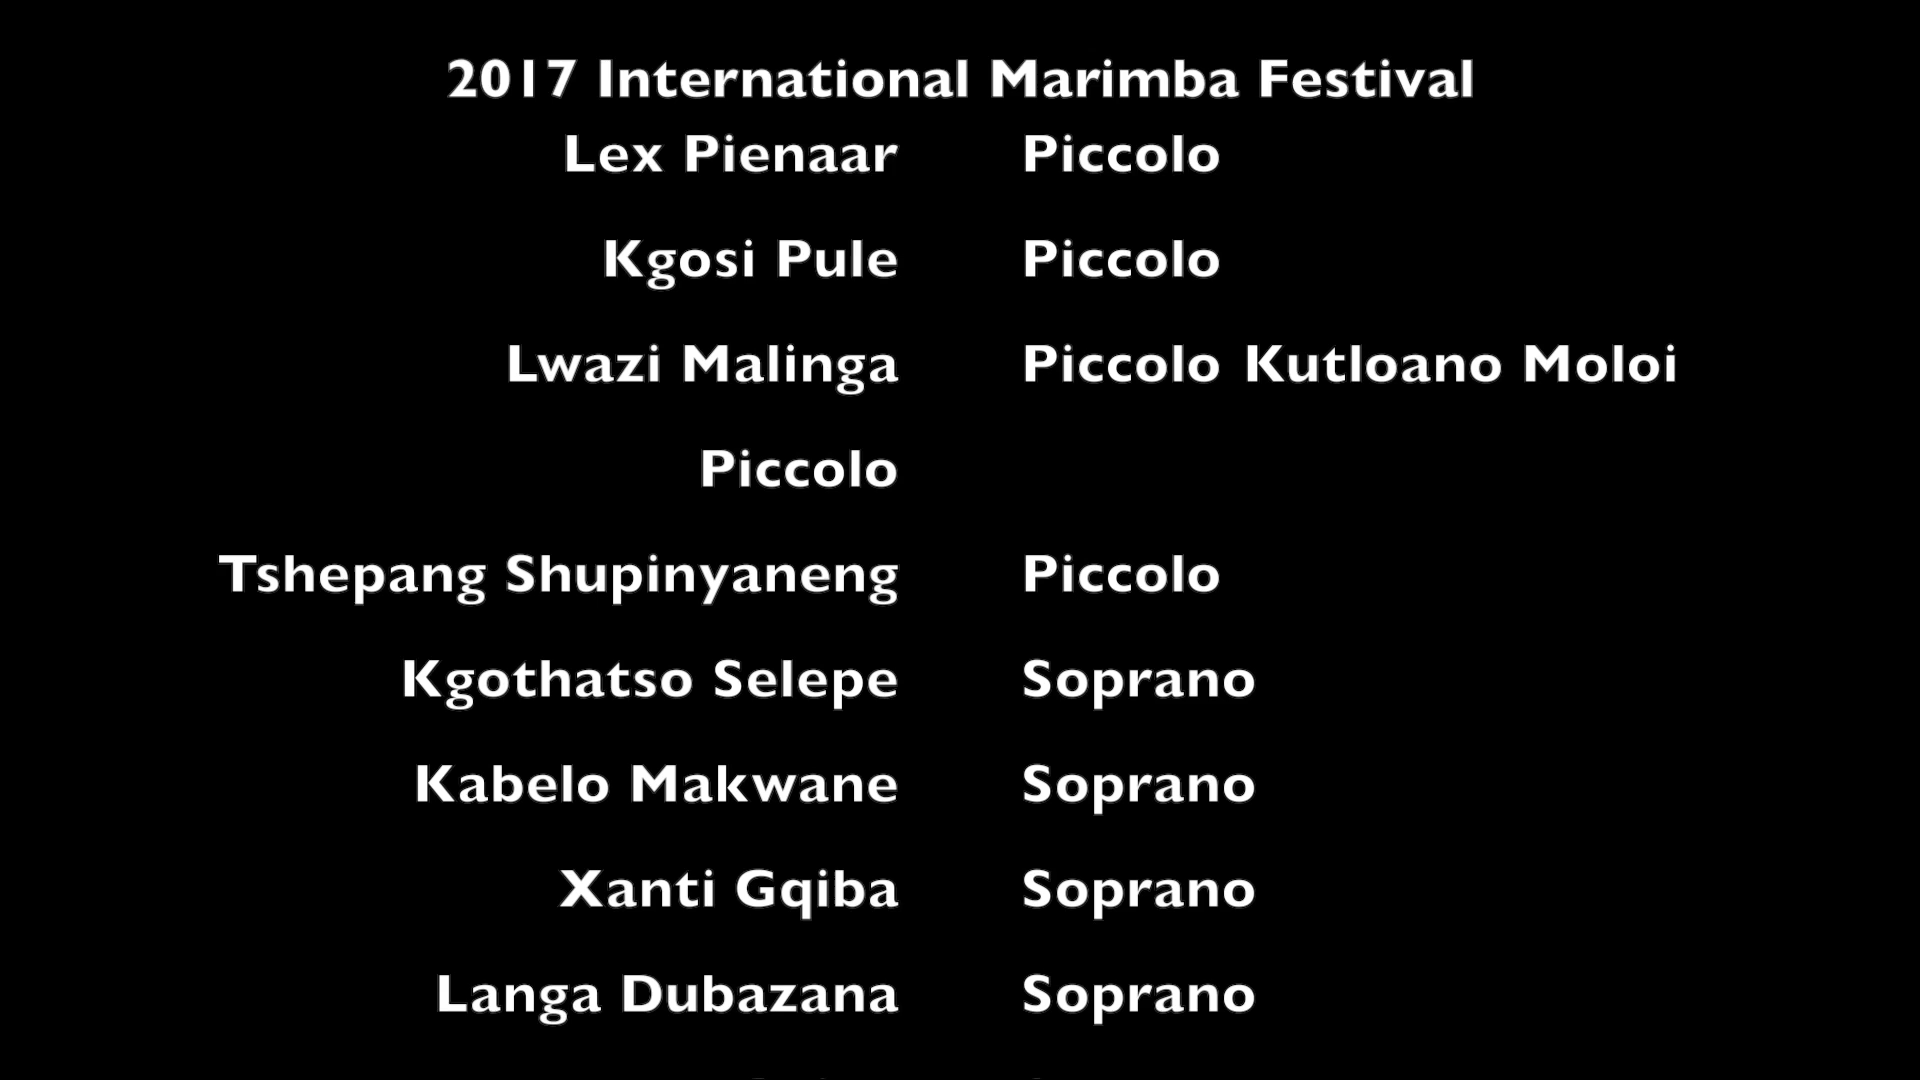 2017 International Marimba Festival
Lex Pienaar Piccolo
Kgosi Pule Piccolo
Lwazi Malinga Piccolo Kutloano Moloi
Piccolo
Tshepang Shupinyaneng Piccolo
Kgothatso Selepe Soprano
Kabelo Makwane Soprano
Xanti Gqiba Soprano
Langa Dubazana Soprano